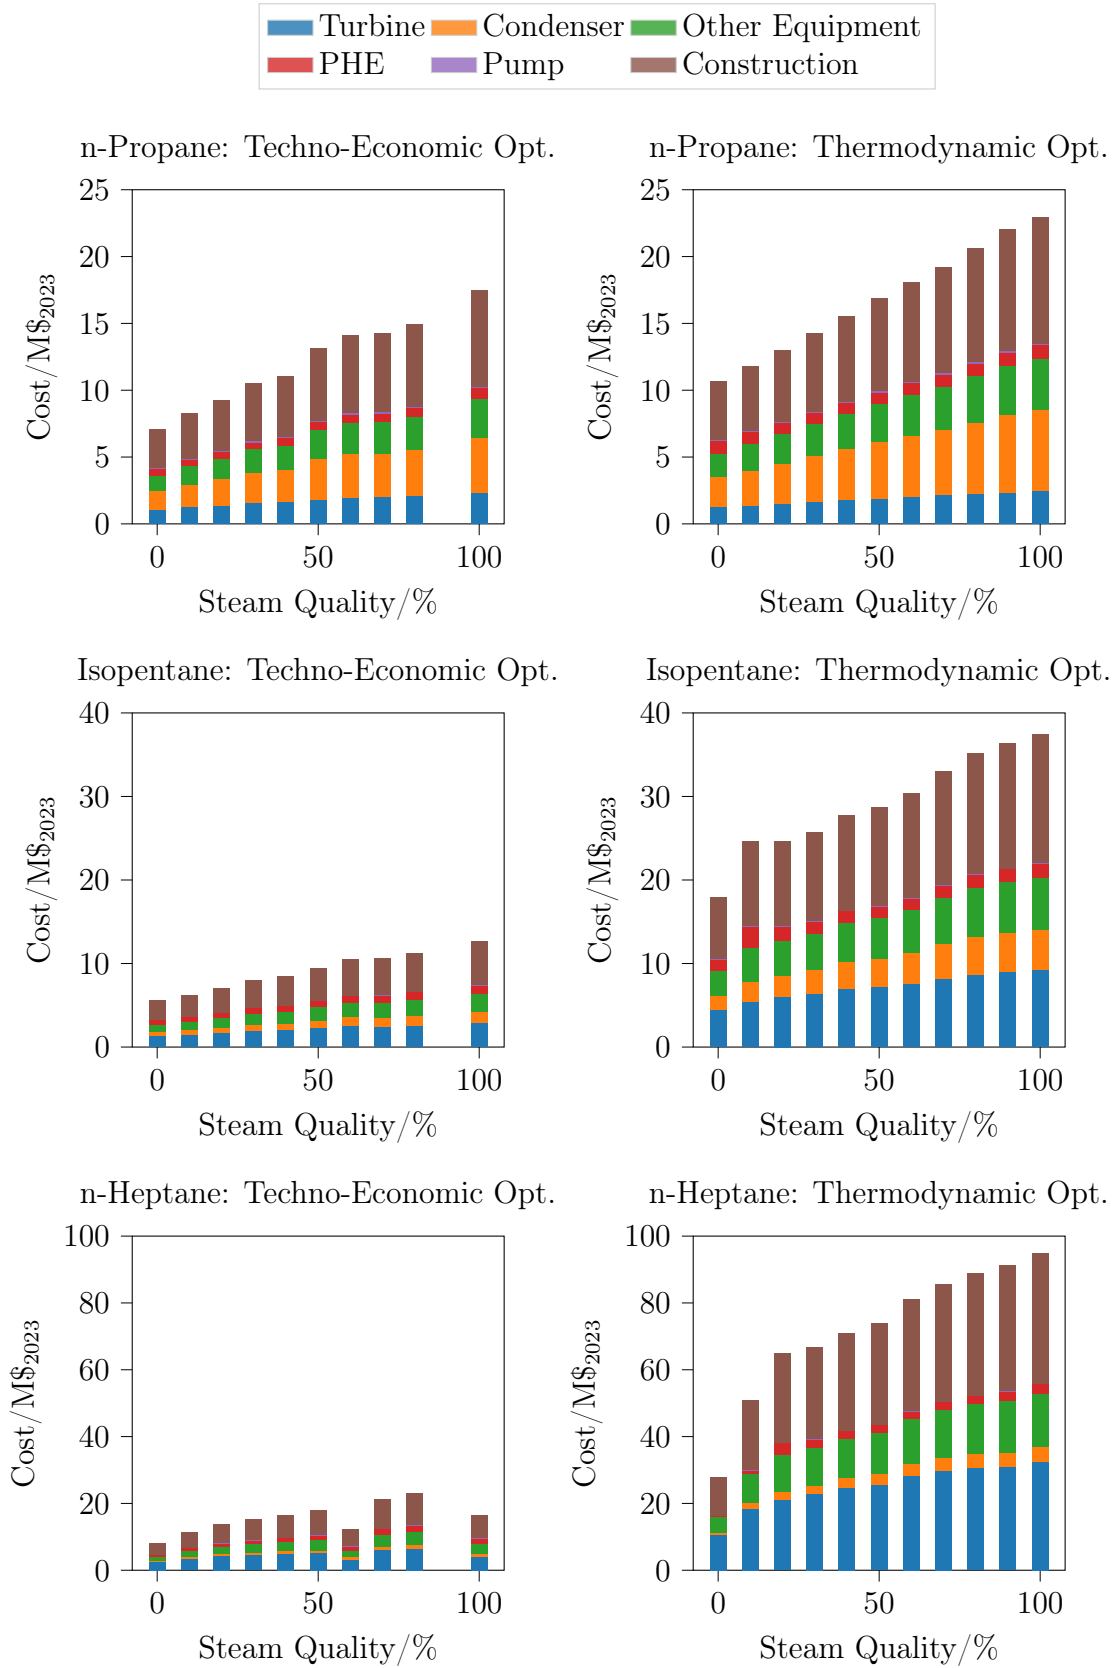 Turbine Condenser Other Equipment
PHE Pump Construction
n-Propane: Techno-Economic Opt.
25
20
15
10
5
0
Cost/M$2023
0 50 100
Steam Quality/%
n-Propane: Thermodynamic Opt.
25
20
15
10
5
0
Cost/M$2023
0 50 100
Steam Quality/%
Isopentane: Techno-Economic Opt.
40
30
20
10
0
Cost/M$2023
0 50 100
Steam Quality/%
Isopentane: Thermodynamic Opt.
40
30
20
10
0
Cost/M$2023
0 50 100
Steam Quality/%
n-Heptane: Techno-Economic Opt.
100
80
60
40
20
0
Cost/M$2023
0 50 100
Steam Quality/%
n-Heptane: Thermodynamic Opt.
100
80
60
40
20
0
Cost/M$2023
0 50 100
Steam Quality/%